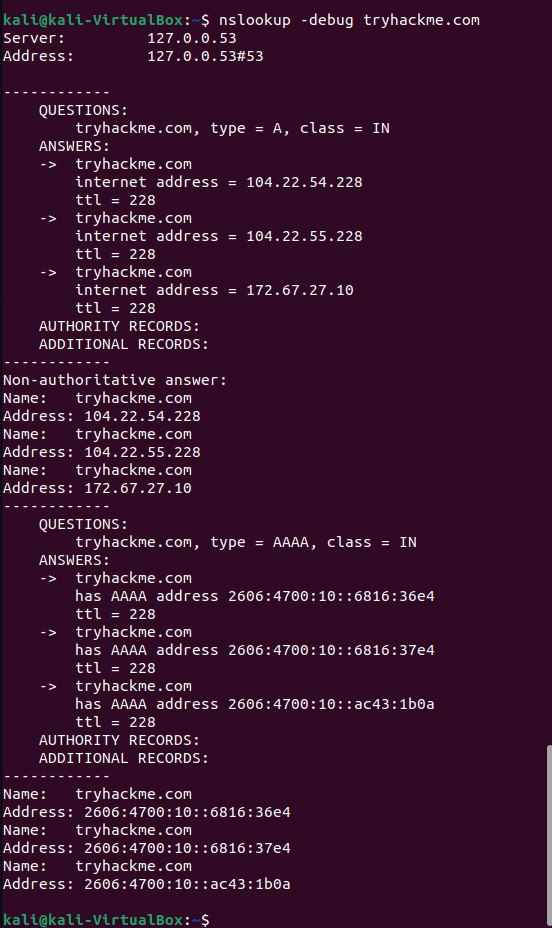 kali@kali-VirtualBox:~$ nslookup -debug tryhackme.com
Server:         127.0.0.53
Address:        127.0.0.53#53

------------
    QUESTIONS:
        tryhackme.com, type = A, class = IN
    ANSWERS:
    ->  tryhackme.com
        internet address = 104.22.54.228
        ttl = 228
    ->  tryhackme.com
        internet address = 104.22.55.228
        ttl = 228
    ->  tryhackme.com
        internet address = 172.67.27.10
        ttl = 228
    AUTHORITY RECORDS:
    ADDITIONAL RECORDS:
------------
Non-authoritative answer:
Name:   tryhackme.com
Address: 104.22.54.228
Name:   tryhackme.com
Address: 104.22.55.228
Name:   tryhackme.com
Address: 172.67.27.10
------------
    QUESTIONS:
        tryhackme.com, type = AAAA, class = IN
    ANSWERS:
    ->  tryhackme.com
        has AAAA address 2606:4700:10::6816:36e4
        ttl = 228
    ->  tryhackme.com
        has AAAA address 2606:4700:10::6816:37e4
        ttl = 228
    ->  tryhackme.com
        has AAAA address 2606:4700:10::ac43:1b0a
        ttl = 228
    AUTHORITY RECORDS:
    ADDITIONAL RECORDS:
------------
Name:   tryhackme.com
Address: 2606:4700:10::6816:36e4
Name:   tryhackme.com
Address: 2606:4700:10::6816:37e4
Name:   tryhackme.com
Address: 2606:4700:10::ac43:1b0a

kali@kali-VirtualBox:~$